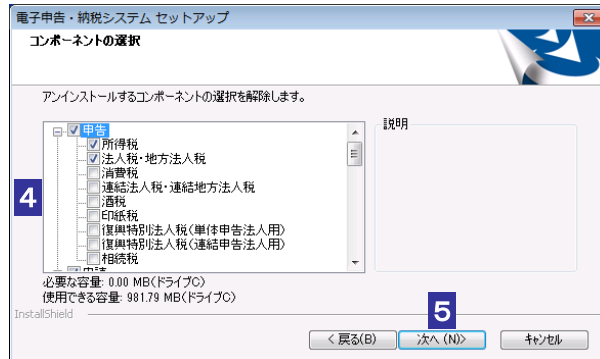 電子申告・納税システム セットアップ
コンポーネントの選択
アンインストールするコンポーネントの選択を解除します。
申告
所得税
法人税・地方法人税
消費税
連結法人税・連結地方法人税
酒税
印紙税
復興特別法人税(単体申告法人用)
復興特別法人税(連結申告法人用)
相続税
申請
説明
4
必要な容量: 0.00 MB(ドライブC)
使用できる容量: 981.79 MB(ドライブC)
InstallShield
5
< 戻る(B)
次へ (N)>
キャンセル